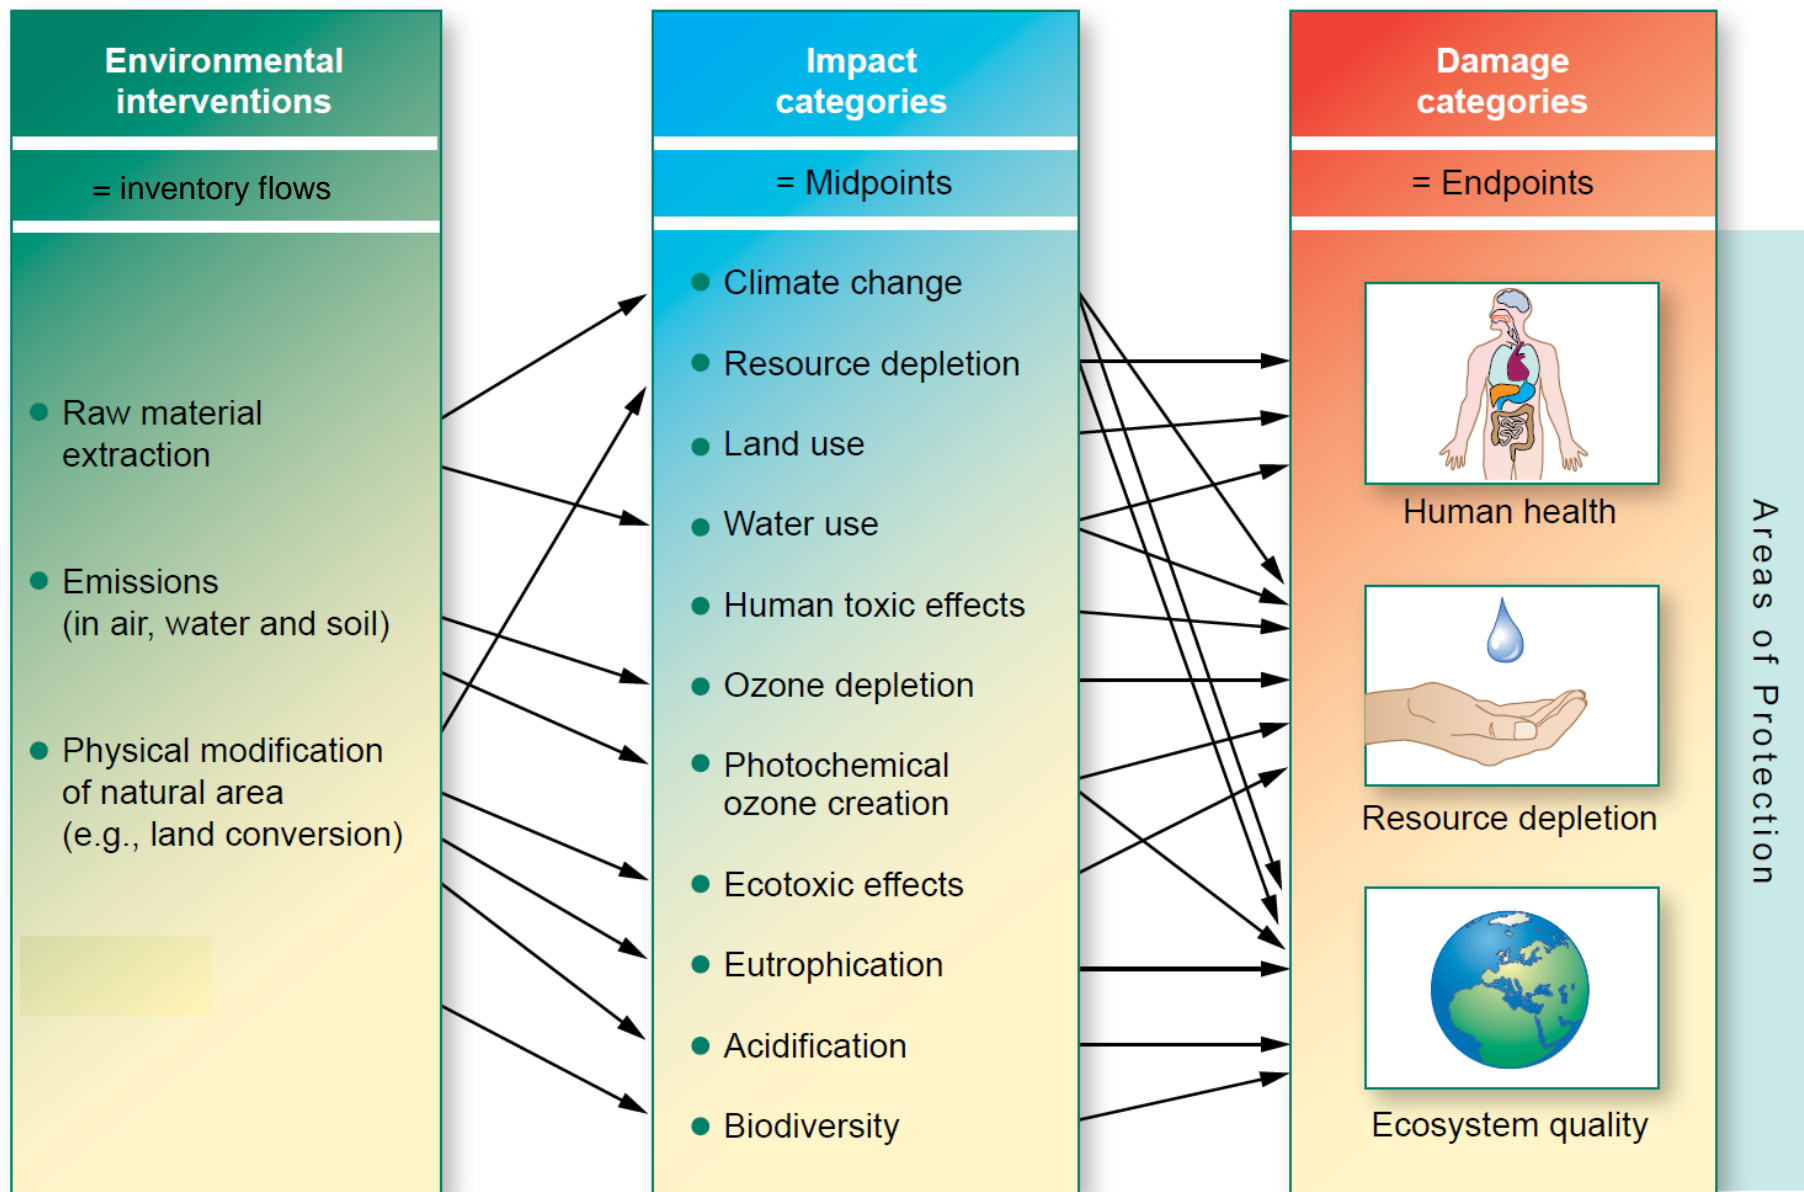 Environmental
interventions
= inventory flows
Raw material
extraction
Emissions
(in air, water and soil)
Physical modification
of natural area
(e.g., land conversion)
Impact
categories
= Midpoints
Climate change
Resource depletion
Land use
Water use
Human toxic effects
Ozone depletion
Photochemical
ozone creation
Ecotoxic effects
Eutrophication
Acidification
Biodiversity
Damage
categories
= Endpoints
Human health
Resource depletion
Ecosystem quality
Areas of Protection